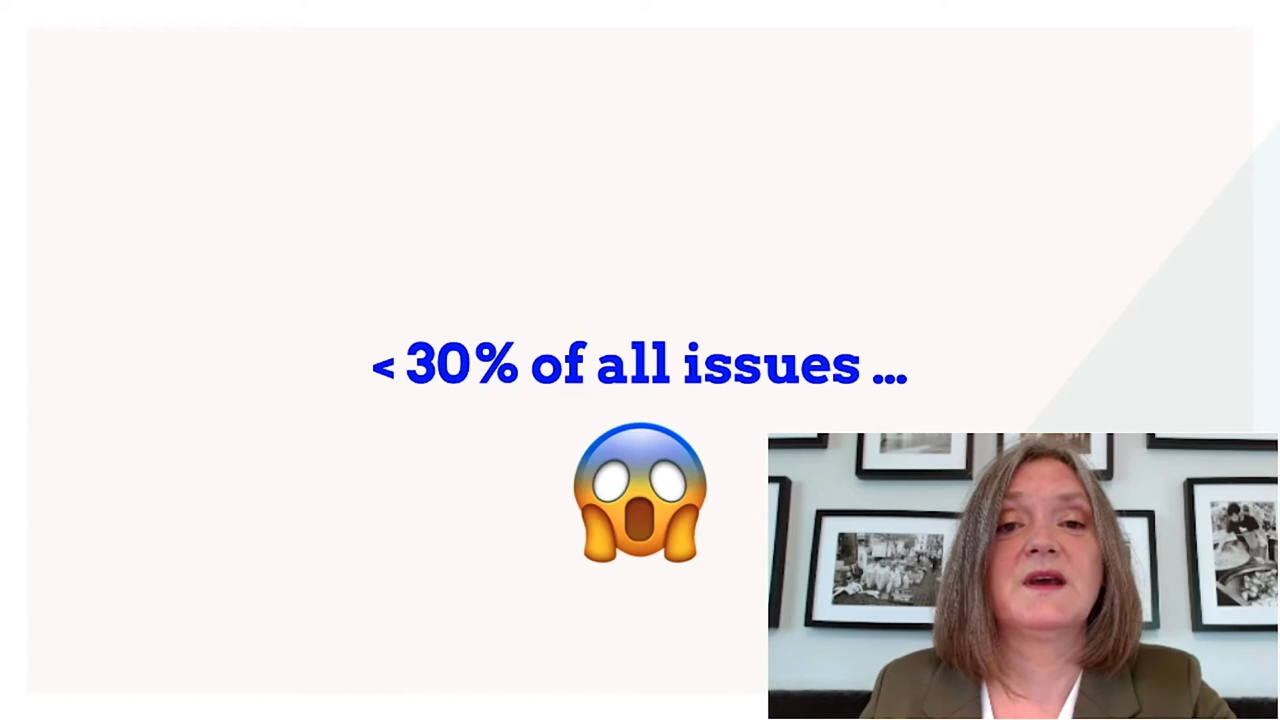 < 30% of all issues ...